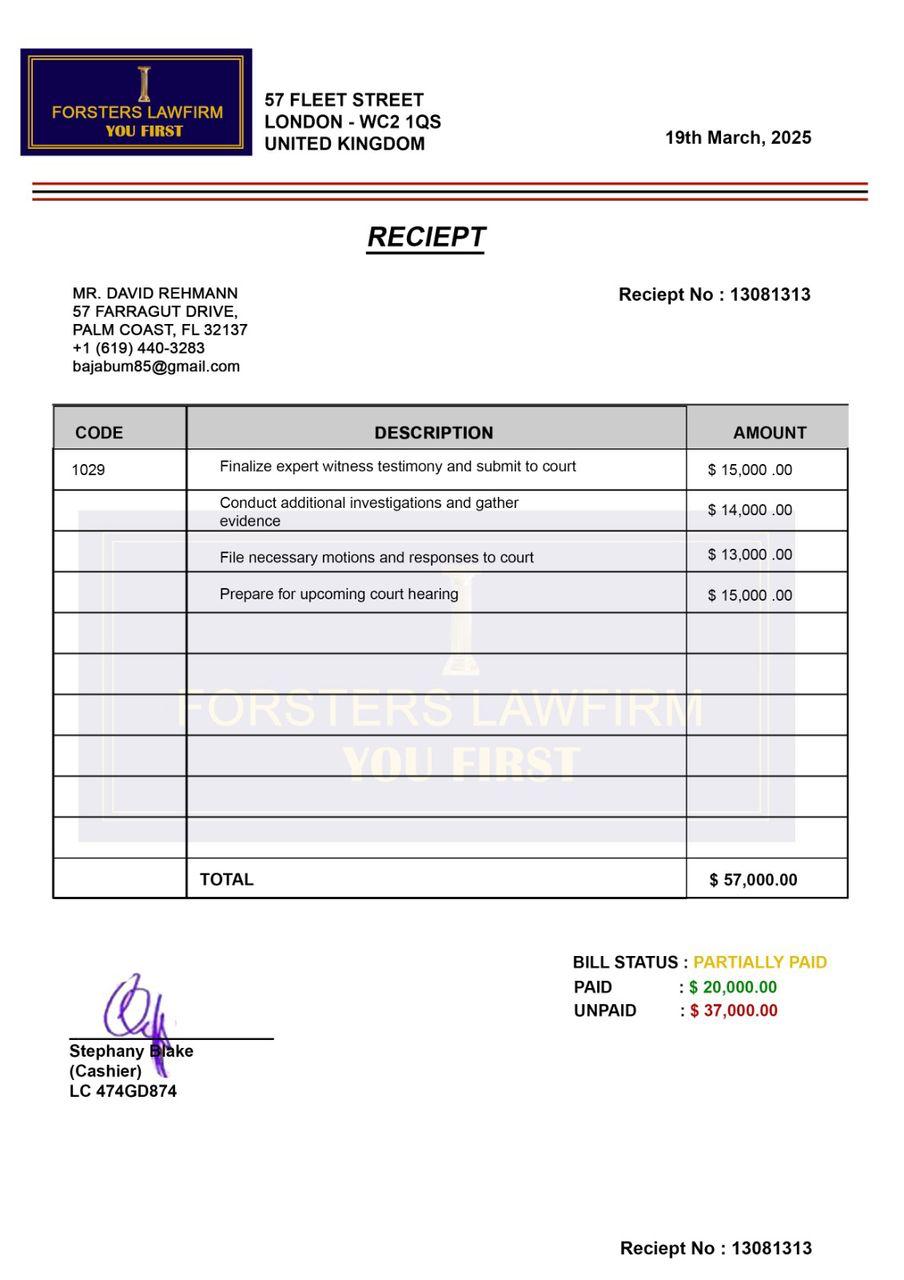 FORSTERS LAWFIRM
YOU FIRST
57 FLEET STREET
LONDON - WC2 1QS
UNITED KINGDOM
19th March, 2025
RECIEPT
MR. DAVID REHMANN
57 FARRAGUT DRIVE,
PALM COAST, FL 32137
+1 (619) 440-3283
bajabum85@gmail.com
Reciept No : 13081313
CODE DESCRIPTION AMOUNT
1029 Finalize expert witness testimony and submit to court $ 15,000 .00
Conduct additional investigations and gather
evidence $ 14,000 .00
File necessary motions and responses to court $ 13,000 .00
Prepare for upcoming court hearing $ 15,000 .00
FORSTERS LAWFIRM
YOU FIRST
TOTAL $ 57,000.00
BILL STATUS : PARTIALLY PAID
PAID : $ 20,000.00
UNPAID : $ 37,000.00
Stephany Blake
(Cashier)
LC 474GD874
Reciept No : 13081313